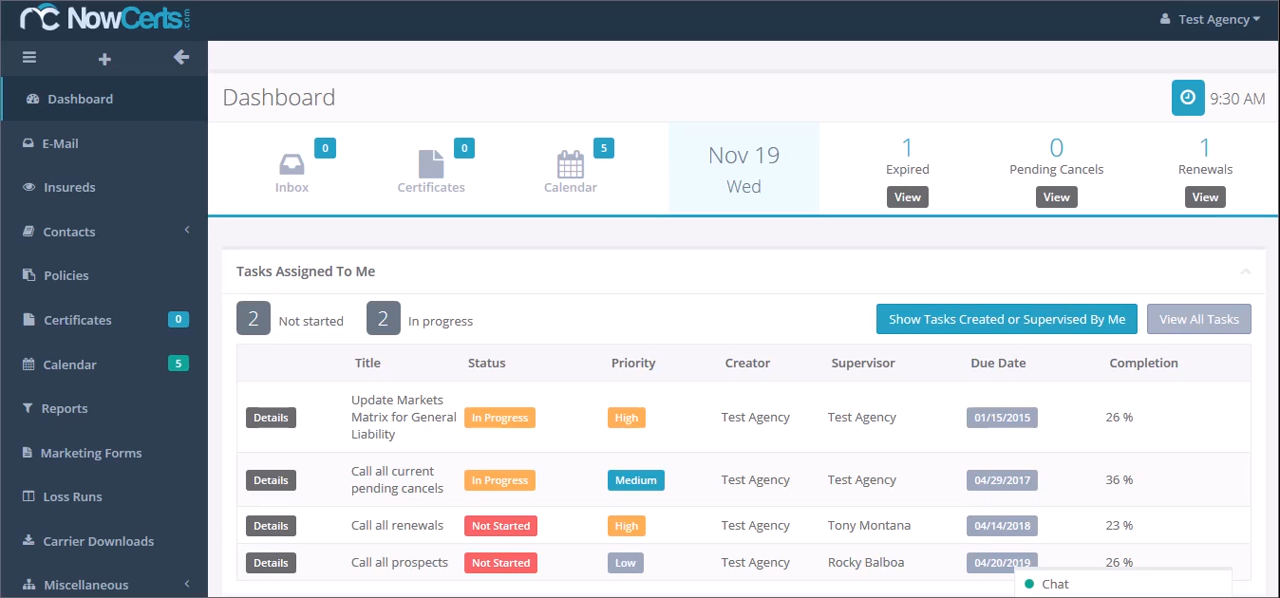 NowCerts.com
Test Agency
Dashboard
E-Mail
Insureds
Contacts
Policies
Certificates 0
Calendar 5
Reports
Marketing Forms
Loss Runs
Carrier Downloads
Miscellaneous
Dashboard
9:30 AM
0
Inbox
0
Certificates
5
Calendar
Nov 19
Wed
1
Expired
View
0
Pending Cancels
View
1
Renewals
View
Tasks Assigned To Me
2 Not started 2 In progress
Show Tasks Created or Supervised By Me View All Tasks
Title Status Priority Creator Supervisor Due Date Completion
Details
Update Markets
Matrix for General
Liability
In Progress High Test Agency Test Agency 01/15/2015 26 %
Details
Call all current
pending cancels
In Progress Medium Test Agency Test Agency 04/29/2017 36 %
Details Call all renewals Not Started High Test Agency Tony Montana 04/14/2018 23 %
Details Call all prospects Not Started Low Test Agency Rocky Balboa 04/20/2019 26 %
Chat